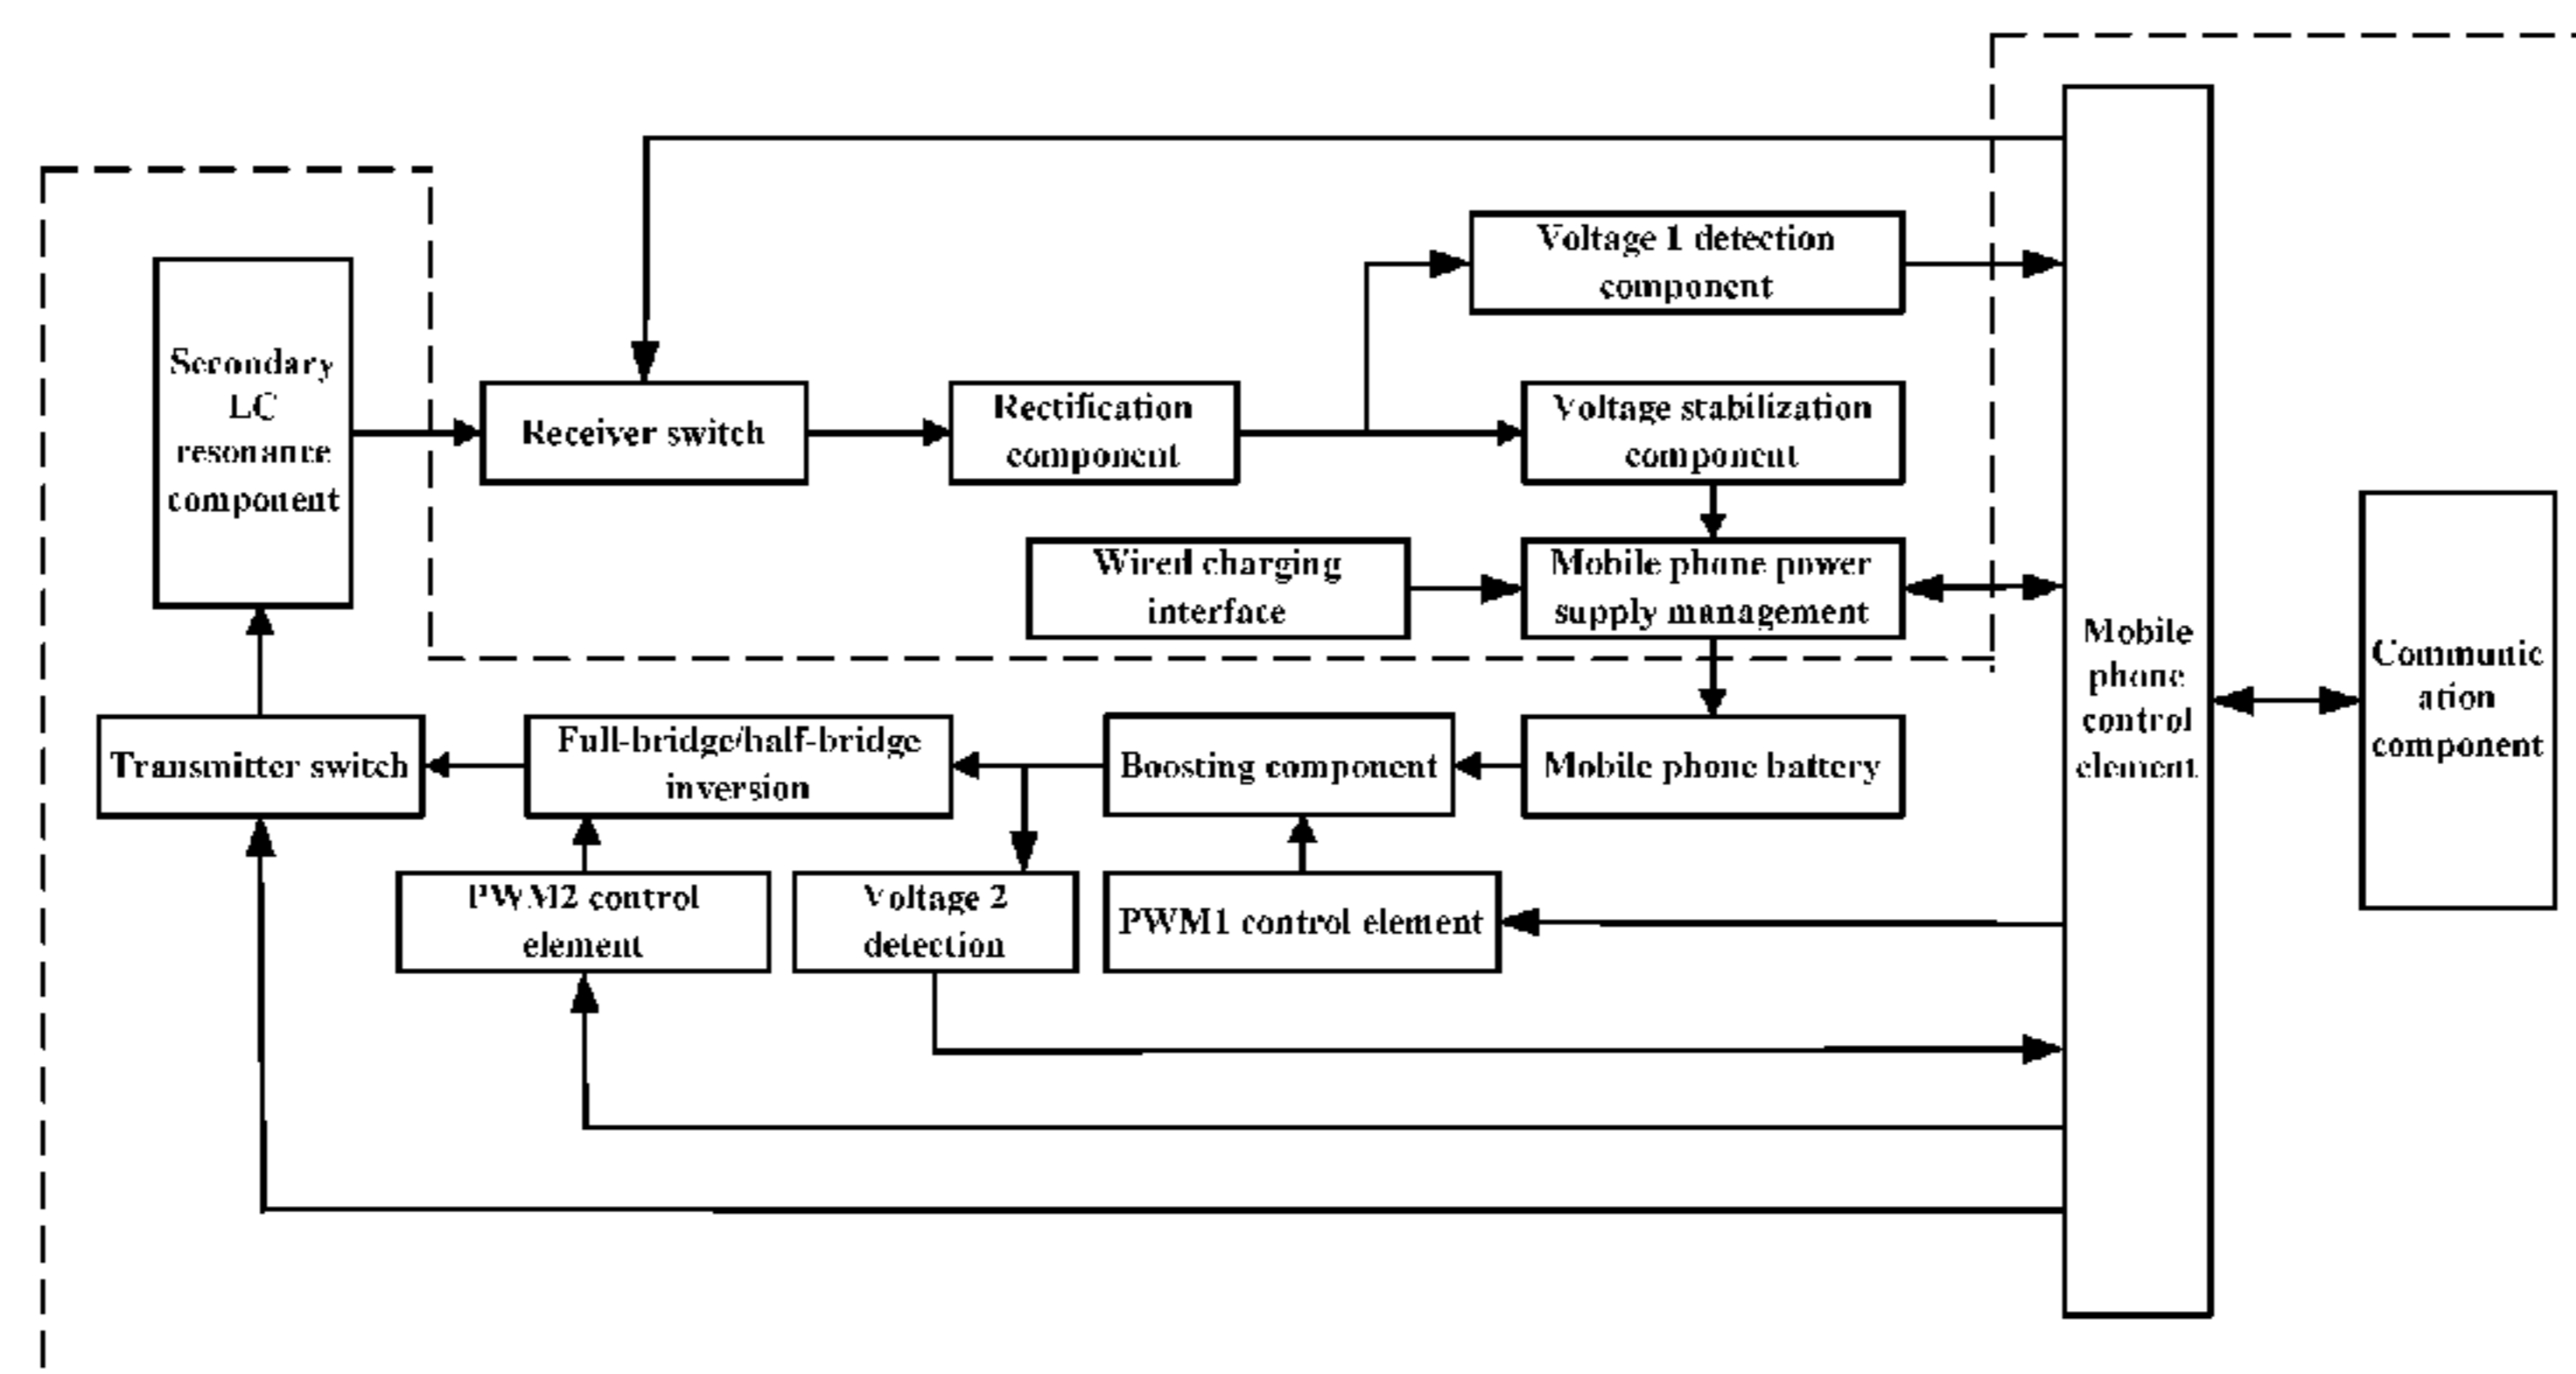 Voltage 1 detection
component
Secondary
LC
resonance
component
Receiver switch
Rectification
component
Voltage stabilization
component
Wired charging
interface
Mobile phone power
supply management
Mobile
phone
control
element
Communic
ation
component
Transmitter switch
Full-bridge/half-bridge
inversion
Boosting component
Mobile phone battery
PWM2 control
element
Voltage 2
detection
PWM1 control element